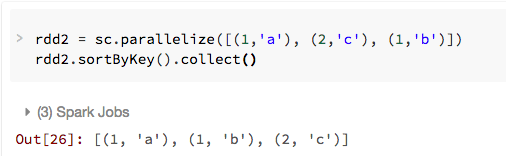 > rdd2 = sc.parallelize([(1,'a'), (2,'c'), (1,'b')])
rdd2.sortByKey().collect()
(3) Spark Jobs
Out[26]: [(1, 'a'), (1, 'b'), (2, 'c')]